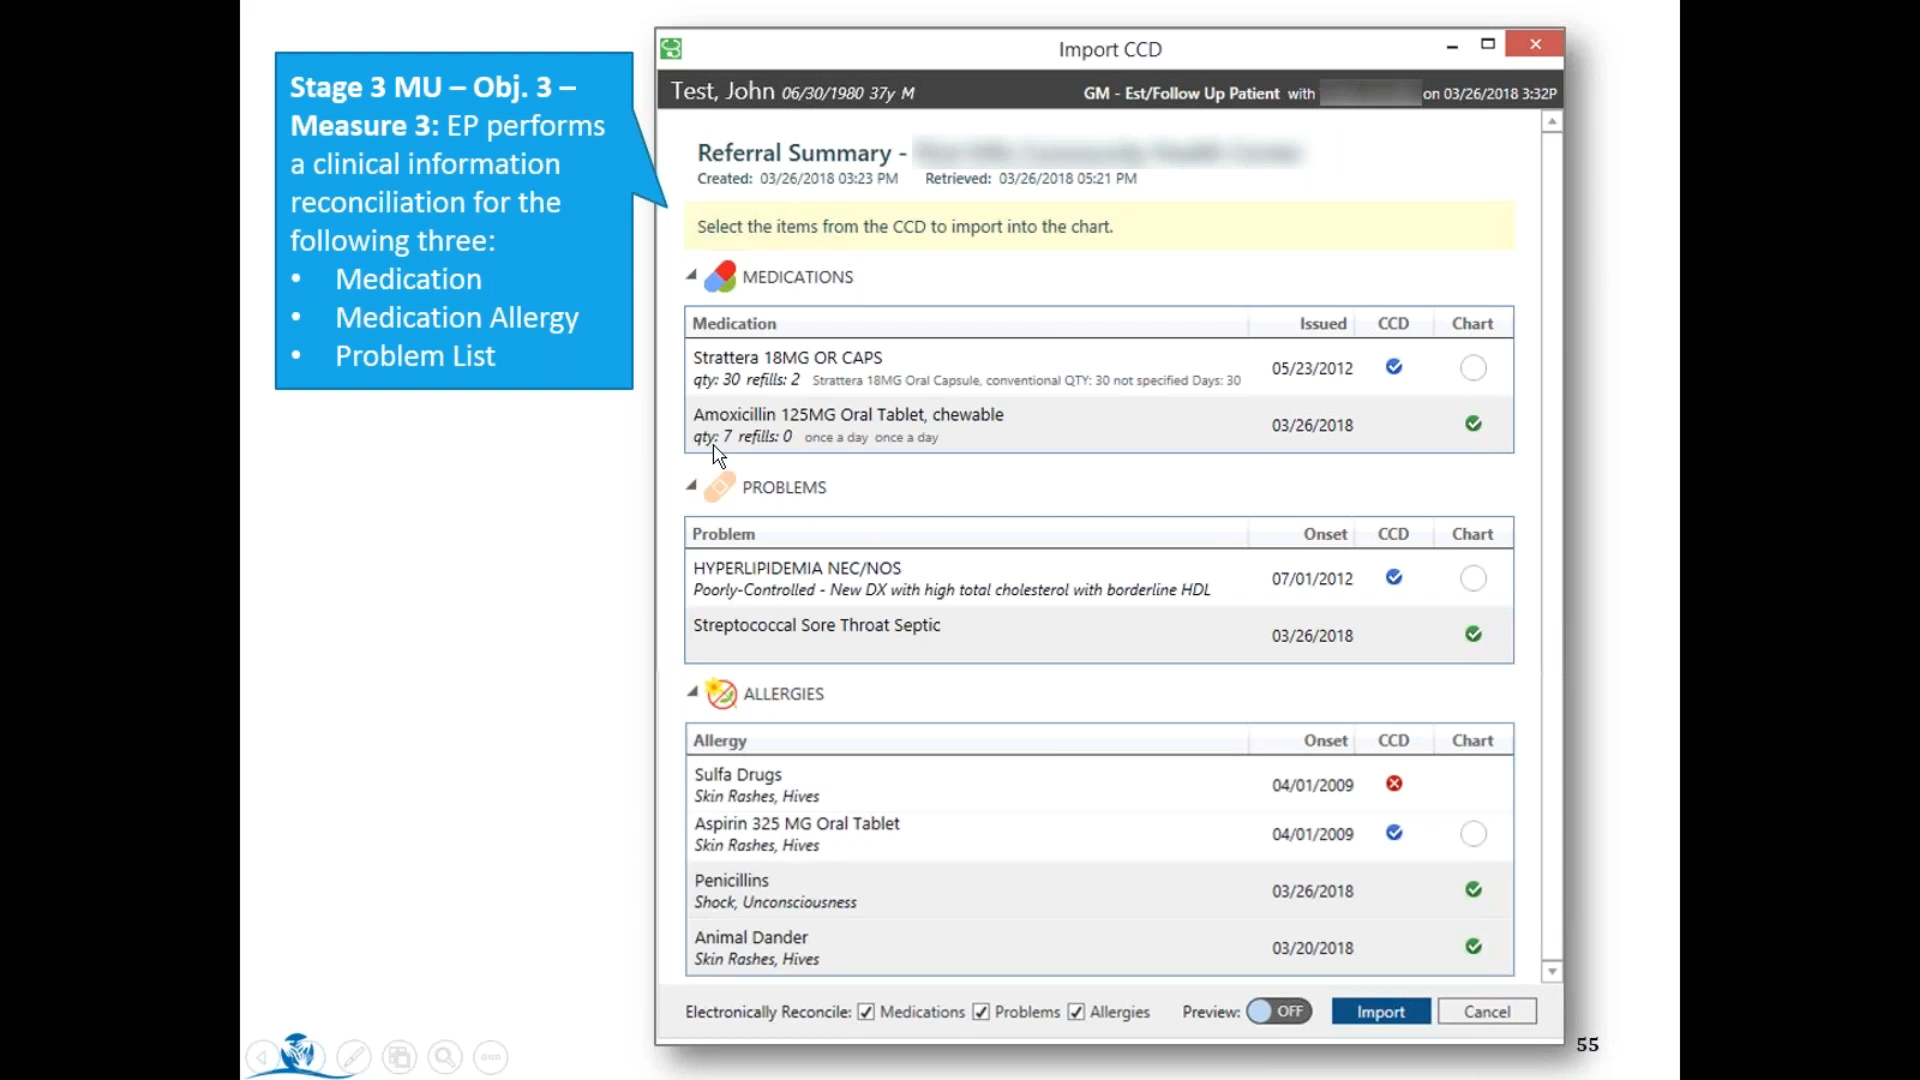 Stage 3 MU – Obj. 3 –
Measure 3: EP performs
a clinical information
reconciliation for the
following three:
• Medication
• Medication Allergy
• Problem List
Import CCD
Test, John 06/30/1980 37y M
GM - Est/Follow Up Patient with on 03/26/2018 3:32P
Referral Summary -
Created: 03/26/2018 03:23 PM Retrieved: 03/26/2018 05:21 PM
Select the items from the CCD to import into the chart.
MEDICATIONS
Medication Issued CCD Chart
Strattera 18MG OR CAPS
qty: 30 refills: 2 Strattera 18MG Oral Capsule, conventional QTY: 30 not specified Days: 30
05/23/2012
Amoxicillin 125MG Oral Tablet, chewable
qty: 7 refills: 0 once a day once a day
03/26/2018
PROBLEMS
Problem Onset CCD Chart
HYPERLIPIDEMIA NEC/NOS
Poorly-Controlled - New DX with high total cholesterol with borderline HDL
07/01/2012
Streptococcal Sore Throat Septic
03/26/2018
ALLERGIES
Allergy Onset CCD Chart
Sulfa Drugs
Skin Rashes, Hives
04/01/2009
Aspirin 325 MG Oral Tablet
Skin Rashes, Hives
04/01/2009
Penicillins
Shock, Unconsciousness
03/26/2018
Animal Dander
Skin Rashes, Hives
03/20/2018
Electronically Reconcile: Medications Problems Allergies Preview: OFF Import Cancel
55